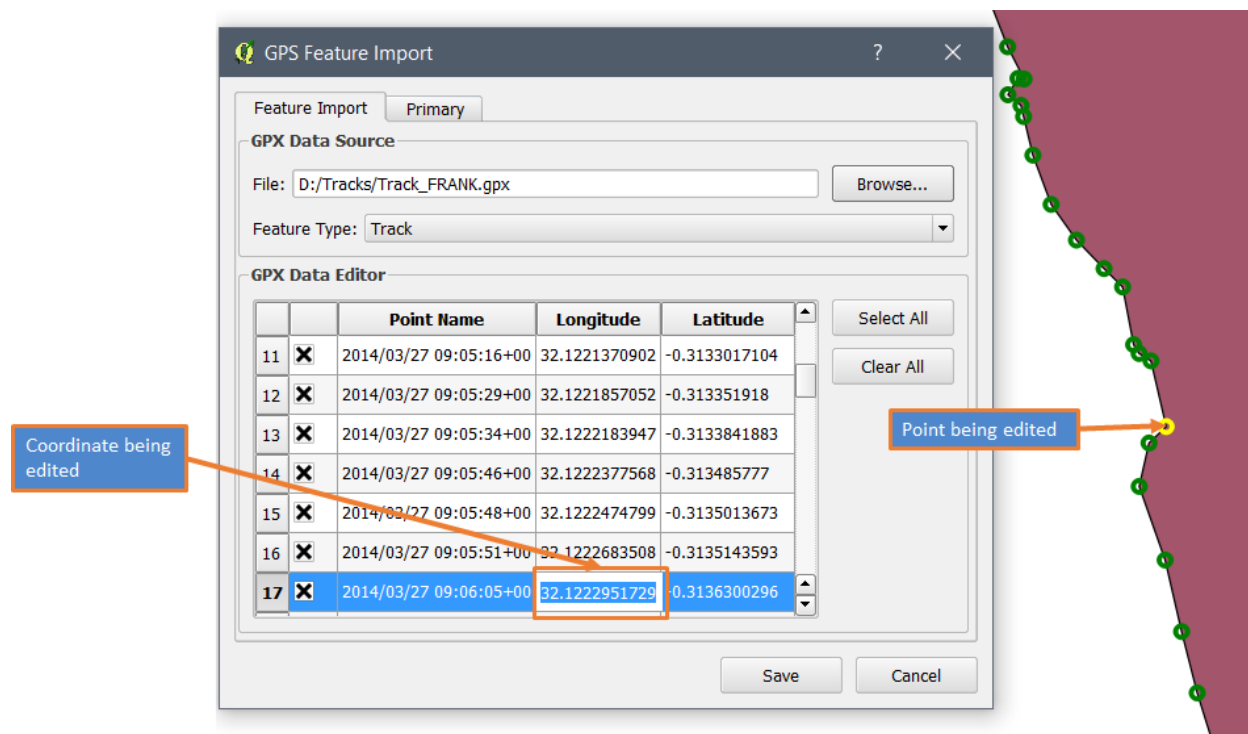 GPS Feature Import ? ×
Feature Import Primary
GPX Data Source
File: D:/Tracks/Track_FRANK.gpx Browse...
Feature Type: Track
GPX Data Editor
Point Name Longitude Latitude Select All
11 2014/03/27 09:05:16+00 32.1221370902 -0.3133017104
Clear All
12 2014/03/27 09:05:29+00 32.1221857052 -0.313351918
13 2014/03/27 09:05:34+00 32.1222183947 -0.3133841883
Point being edited
Coordinate being
edited
14 2014/03/27 09:05:46+00 32.1222377568 -0.313485777
15 2014/03/27 09:05:48+00 32.1222474799 -0.3135013673
16 2014/03/27 09:05:51+00 32.1222683508 -0.3135143593
17 2014/03/27 09:06:05+00 32.1222951729 -0.3136300296
Save Cancel